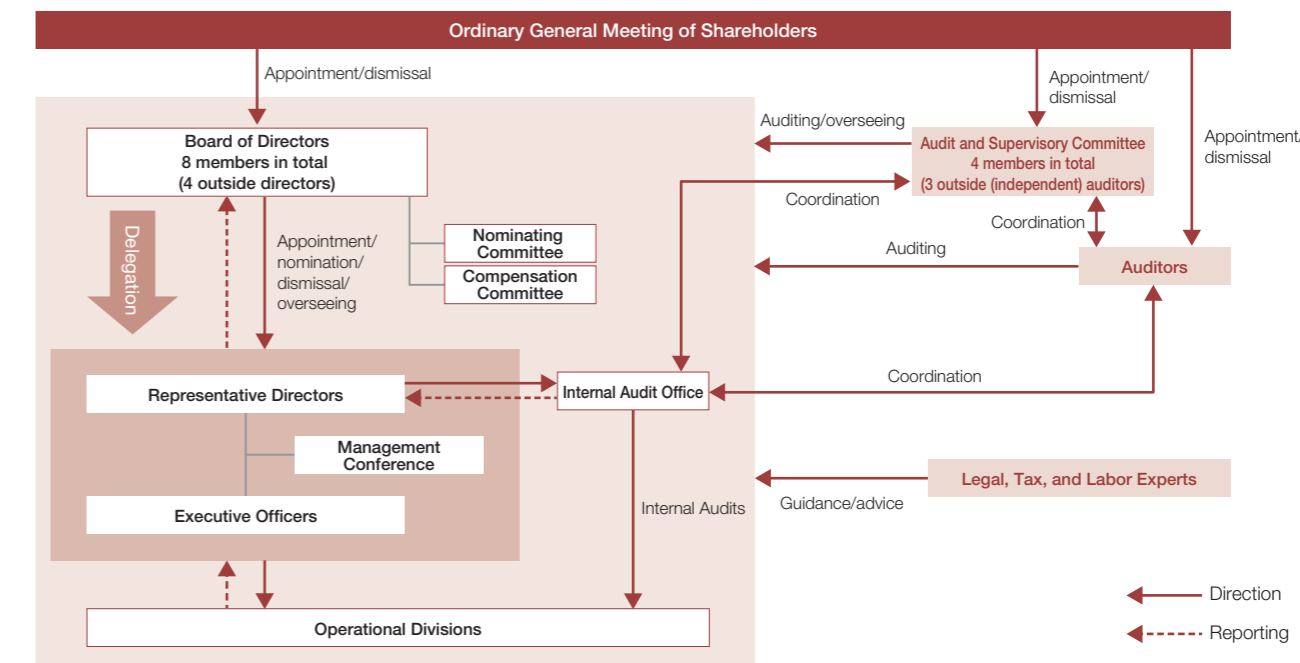 Ordinary General Meeting of Shareholders
Appointment/dismissal
Appointment/
dismissal
Appointment/
dismissal
Board of Directors
8 members in total
(4 outside directors)
Auditing/overseeing
Audit and Supervisory Committee
4 members in total
(3 outside (independent) auditors)
Coordination
Coordination
Delegation
Appointment/
nomination/
dismissal/
overseeing
Nominating
Committee
Compensation
Committee
Auditing
Auditors
Representative Directors
Internal Audit Office
Coordination
Management
Conference
Executive Officers
Internal Audits
Legal, Tax, and Labor Experts
Guidance/advice
Operational Divisions
Direction
Reporting